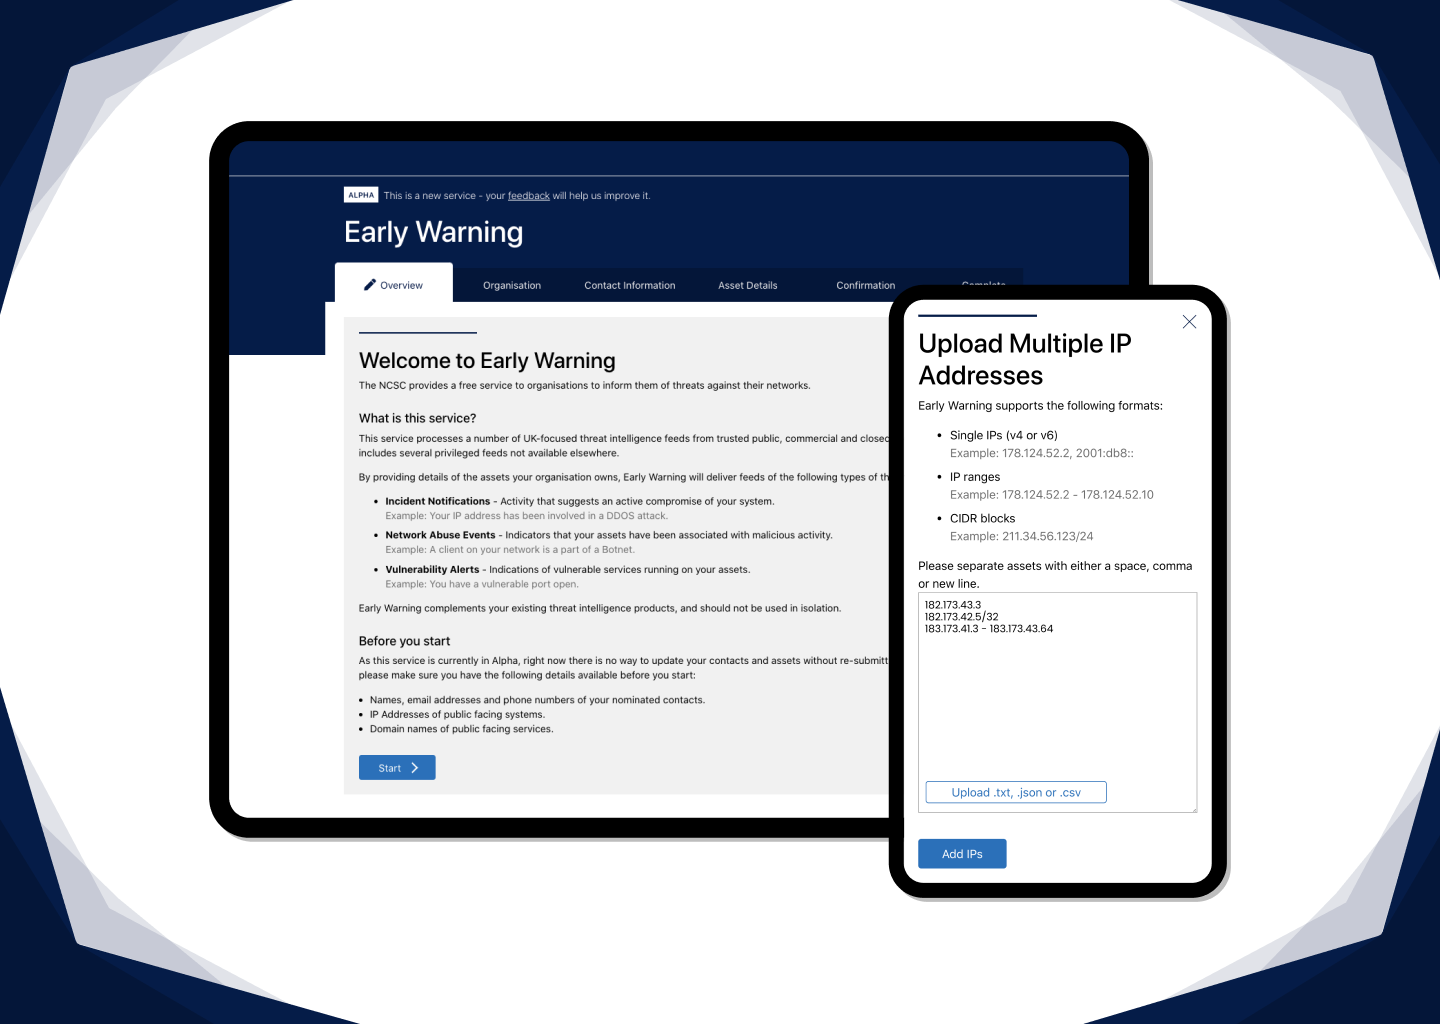 ALPHA This is a new service - your feedback will help us improve it.
Early Warning
Overview Organisation Contact Information Asset Details Confirmation Complete
Welcome to Early Warning
The NCSC provides a free service to organisations to inform them of threats against their networks.
What is this service?
This service processes a number of UK-focused threat intelligence feeds from trusted public, commercial and closed
includes several privileged feeds not available elsewhere.
By providing details of the assets your organisation owns, Early Warning will deliver feeds of the following types of
• Incident Notifications - Activity that suggests an active compromise of your system.
Example: Your IP address has been involved in a DDOS attack.
• Network Abuse Events - Indicators that your assets have been associated with malicious activity.
Example: A client on your network is a part of a Botnet.
• Vulnerability Alerts - Indications of vulnerable services running on your assets.
Example: You have a vulnerable port open.
Early Warning complements your existing threat intelligence products, and should not be used in isolation.
Before you start
As this service is currently in Alpha, right now there is no way to update your contacts and assets without
please make sure you have the following details available before you start:
• Names, email addresses and phone numbers of your nominated contacts.
• IP Addresses of public facing systems.
• Domain names of public facing services.
Start
Upload Multiple IP
Addresses
Early Warning supports the following formats:
• Single IPs (v4 or v6)
Example: 178.124.52.2, 2001:db8::
• IP ranges
Example: 178.124.52.2 - 178.124.52.10
• CIDR blocks
Example: 211.34.56.123/24
Please separate assets with either a space, comma
or new line.
182.173.43.3
182.173.42.5/32
183.173.41.3 - 183.173.43.64
Upload .txt, .json or .csv
Add IPs